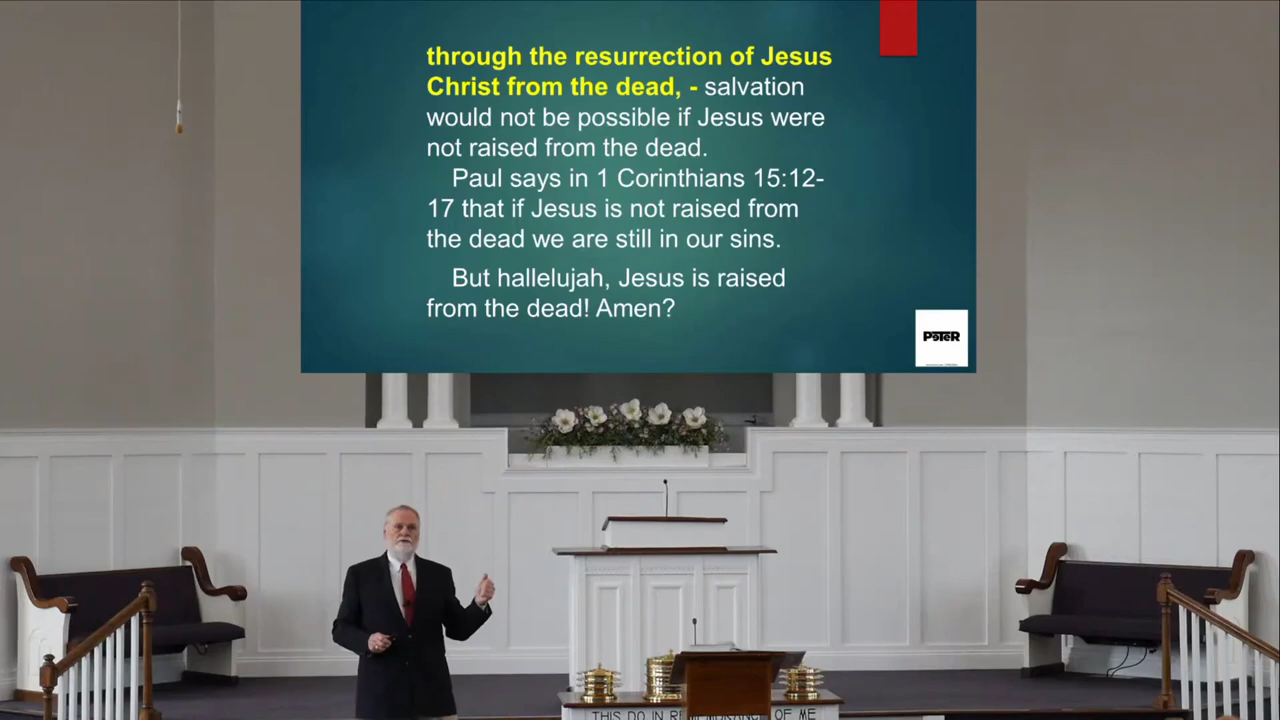 through the resurrection of Jesus
Christ from the dead, - salvation
would not be possible if Jesus were
not raised from the dead.
Paul says in 1 Corinthians 15:12-
17 that if Jesus is not raised from
the dead we are still in our sins.
But hallelujah, Jesus is raised
from the dead! Amen?
PETER
THIS DO IN REMEMBRANCE OF ME